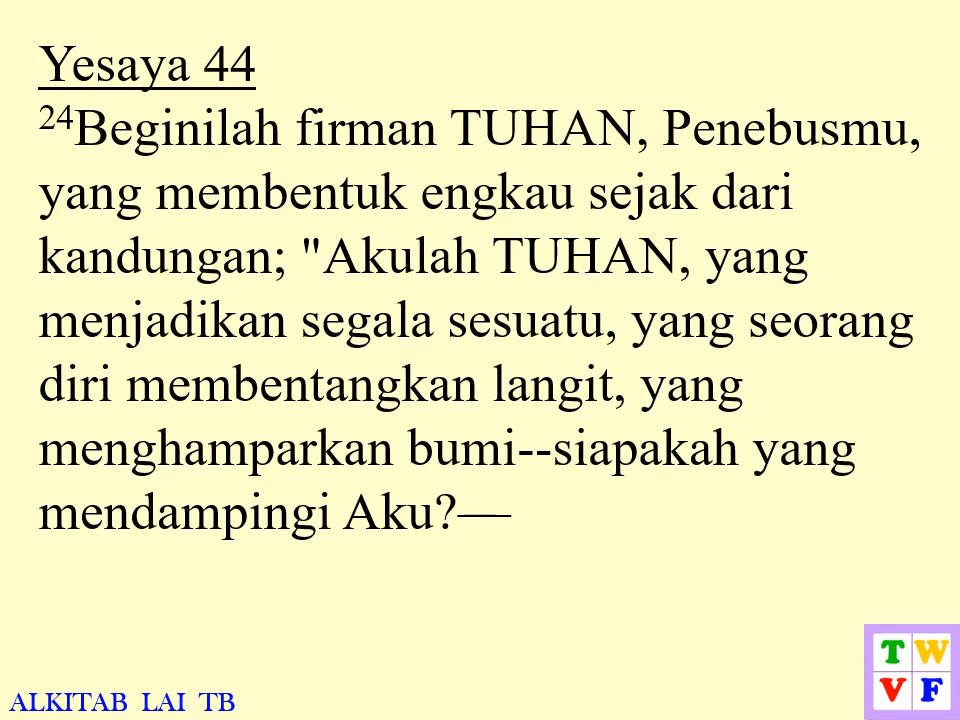 Yesaya 44
24Beginilah firman TUHAN, Penebusmu,
yang membentuk engkau sejak dari
kandungan; "Akulah TUHAN, yang
menjadikan segala sesuatu, yang seorang
diri membentangkan langit, yang
menghamparkan bumi--siapakah yang
mendampingi Aku?—
ALKITAB LAI TB
T W
V F